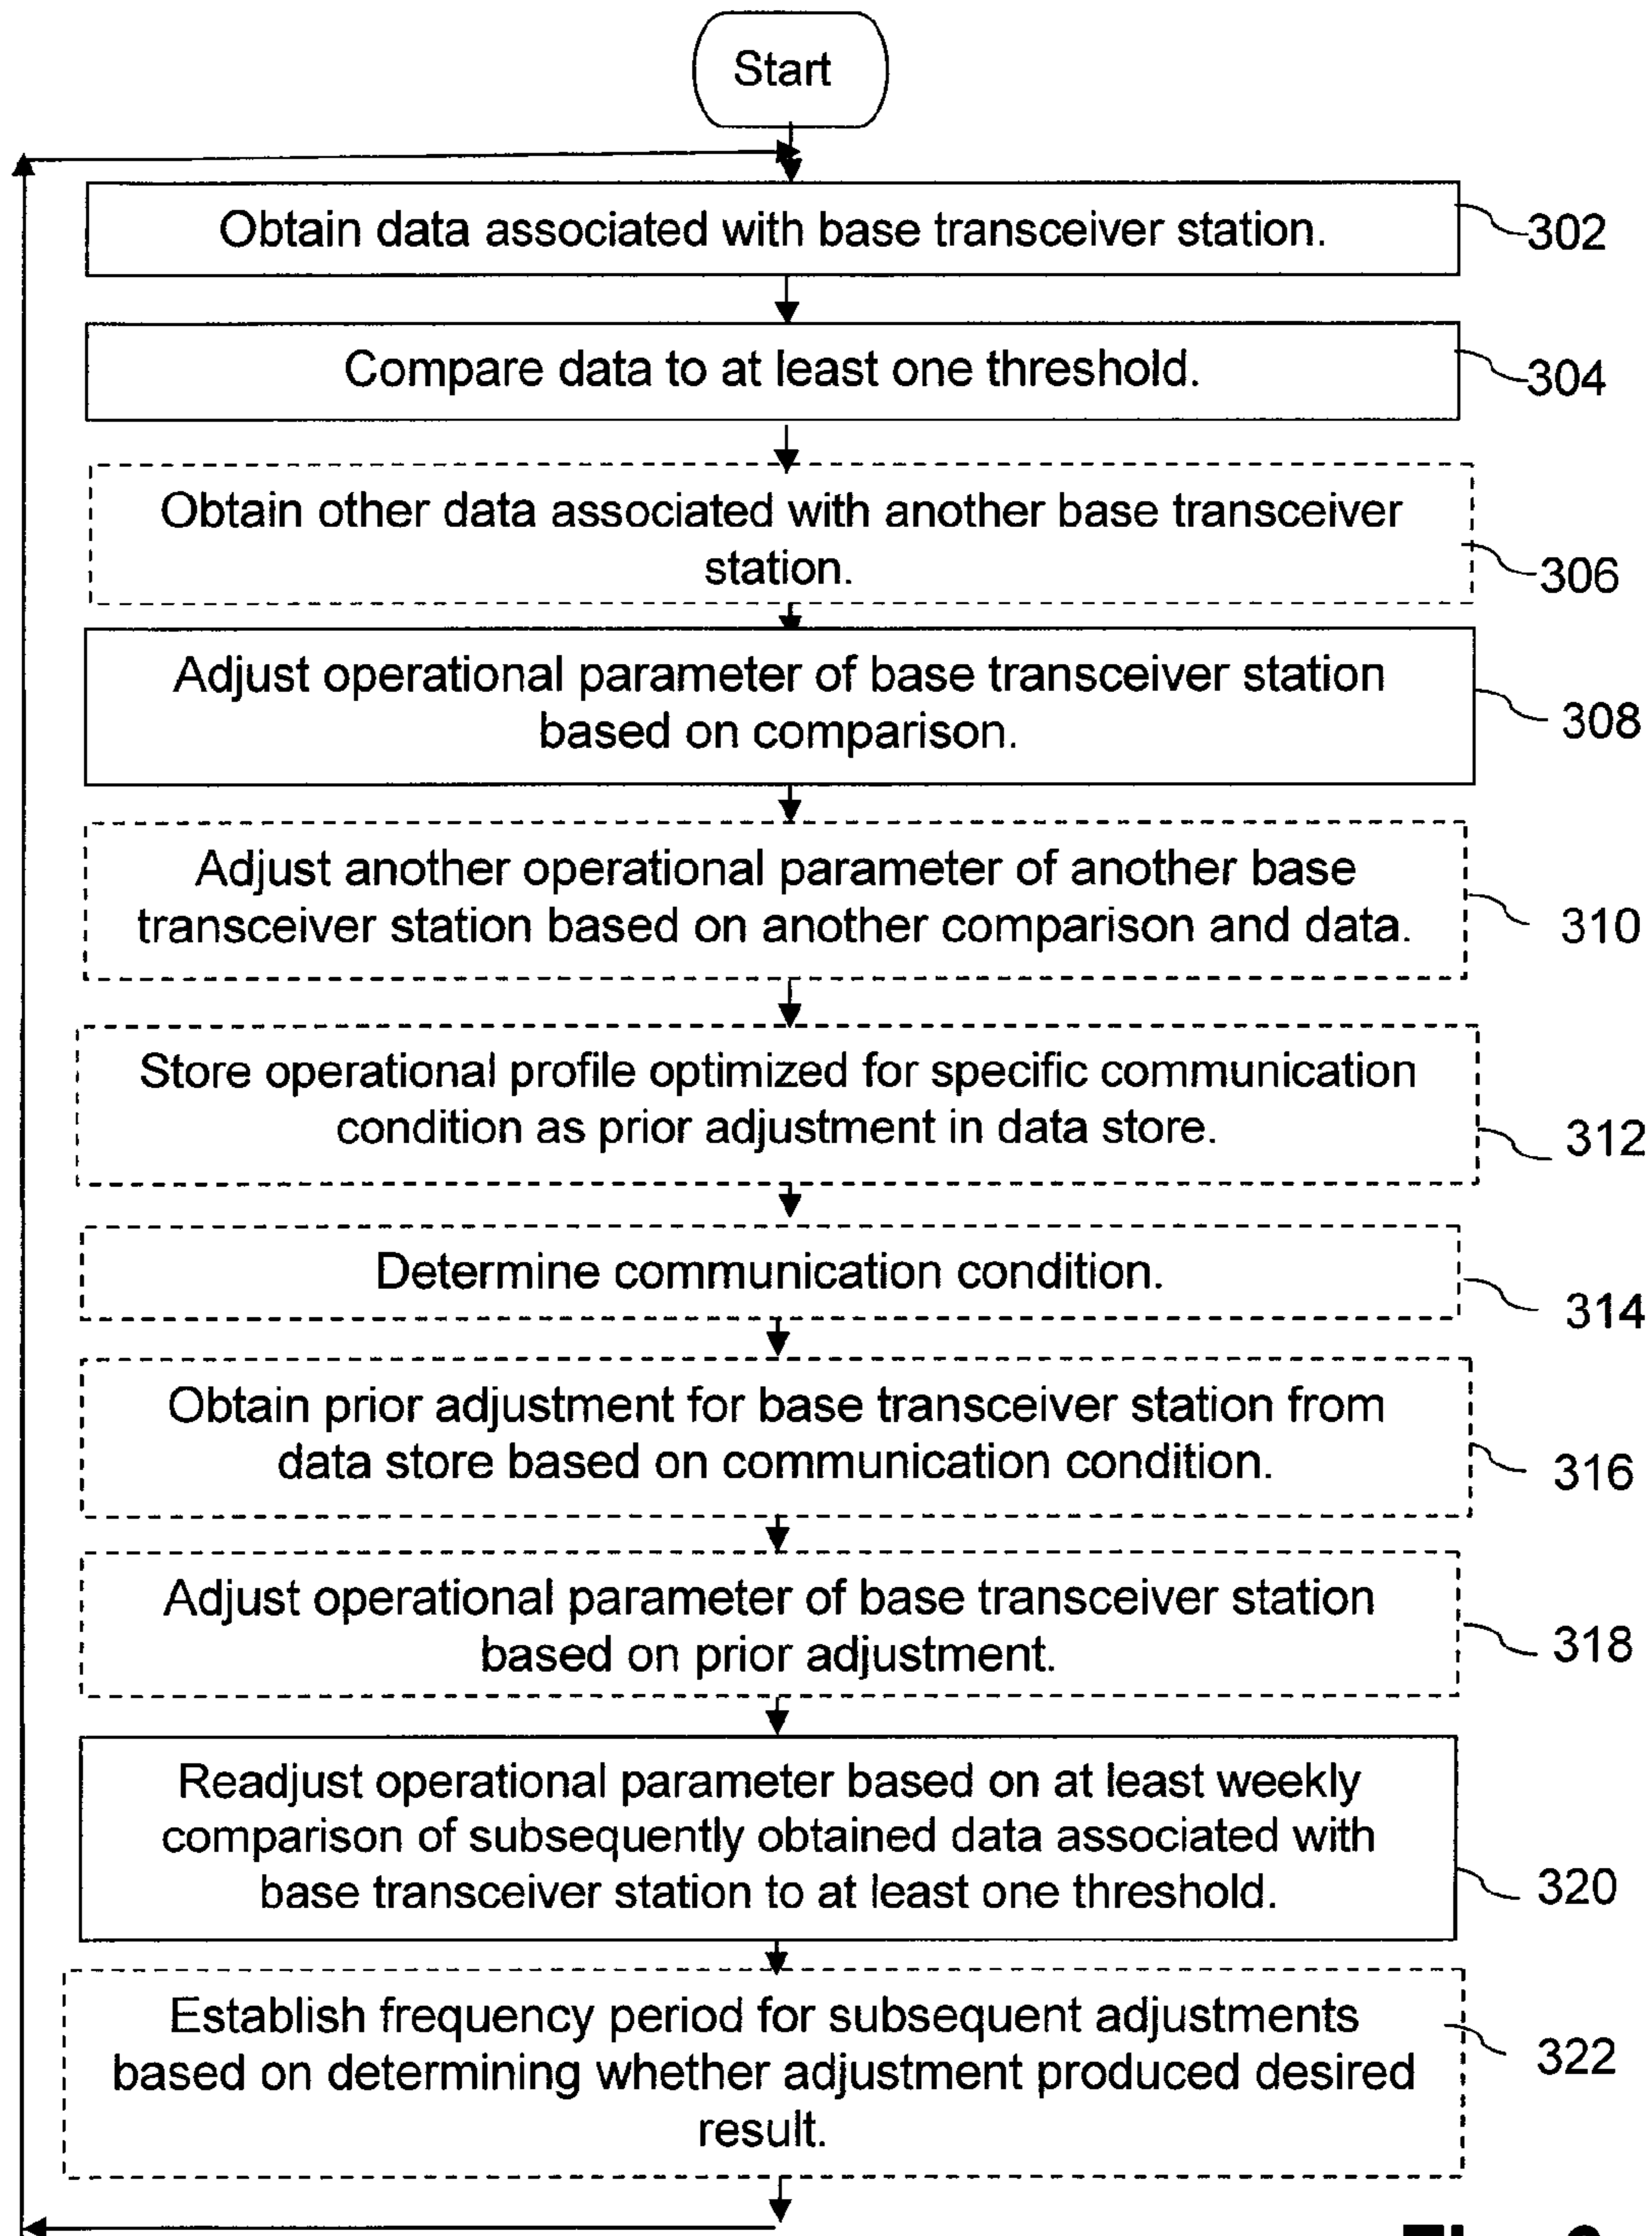 Start
Obtain data associated with base transceiver station.
302
Compare data to at least one threshold.
304
Obtain other data associated with another base transceiver
station.
306
Adjust operational parameter of base transceiver station
based on comparison.
308
Adjust another operational parameter of another base
transceiver station based on another comparison and data.
310
Store operational profile optimized for specific communication
condition as prior adjustment in data store.
312
Determine communication condition.
314
Obtain prior adjustment for base transceiver station from
data store based on communication condition.
316
Adjust operational parameter of base transceiver station
based on prior adjustment.
318
Readjust operational parameter based on at least weekly
comparison of subsequently obtained data associated with
base transceiver station to at least one threshold.
320
Establish frequency period for subsequent adjustments
based on determining whether adjustment produced desired
result.
322